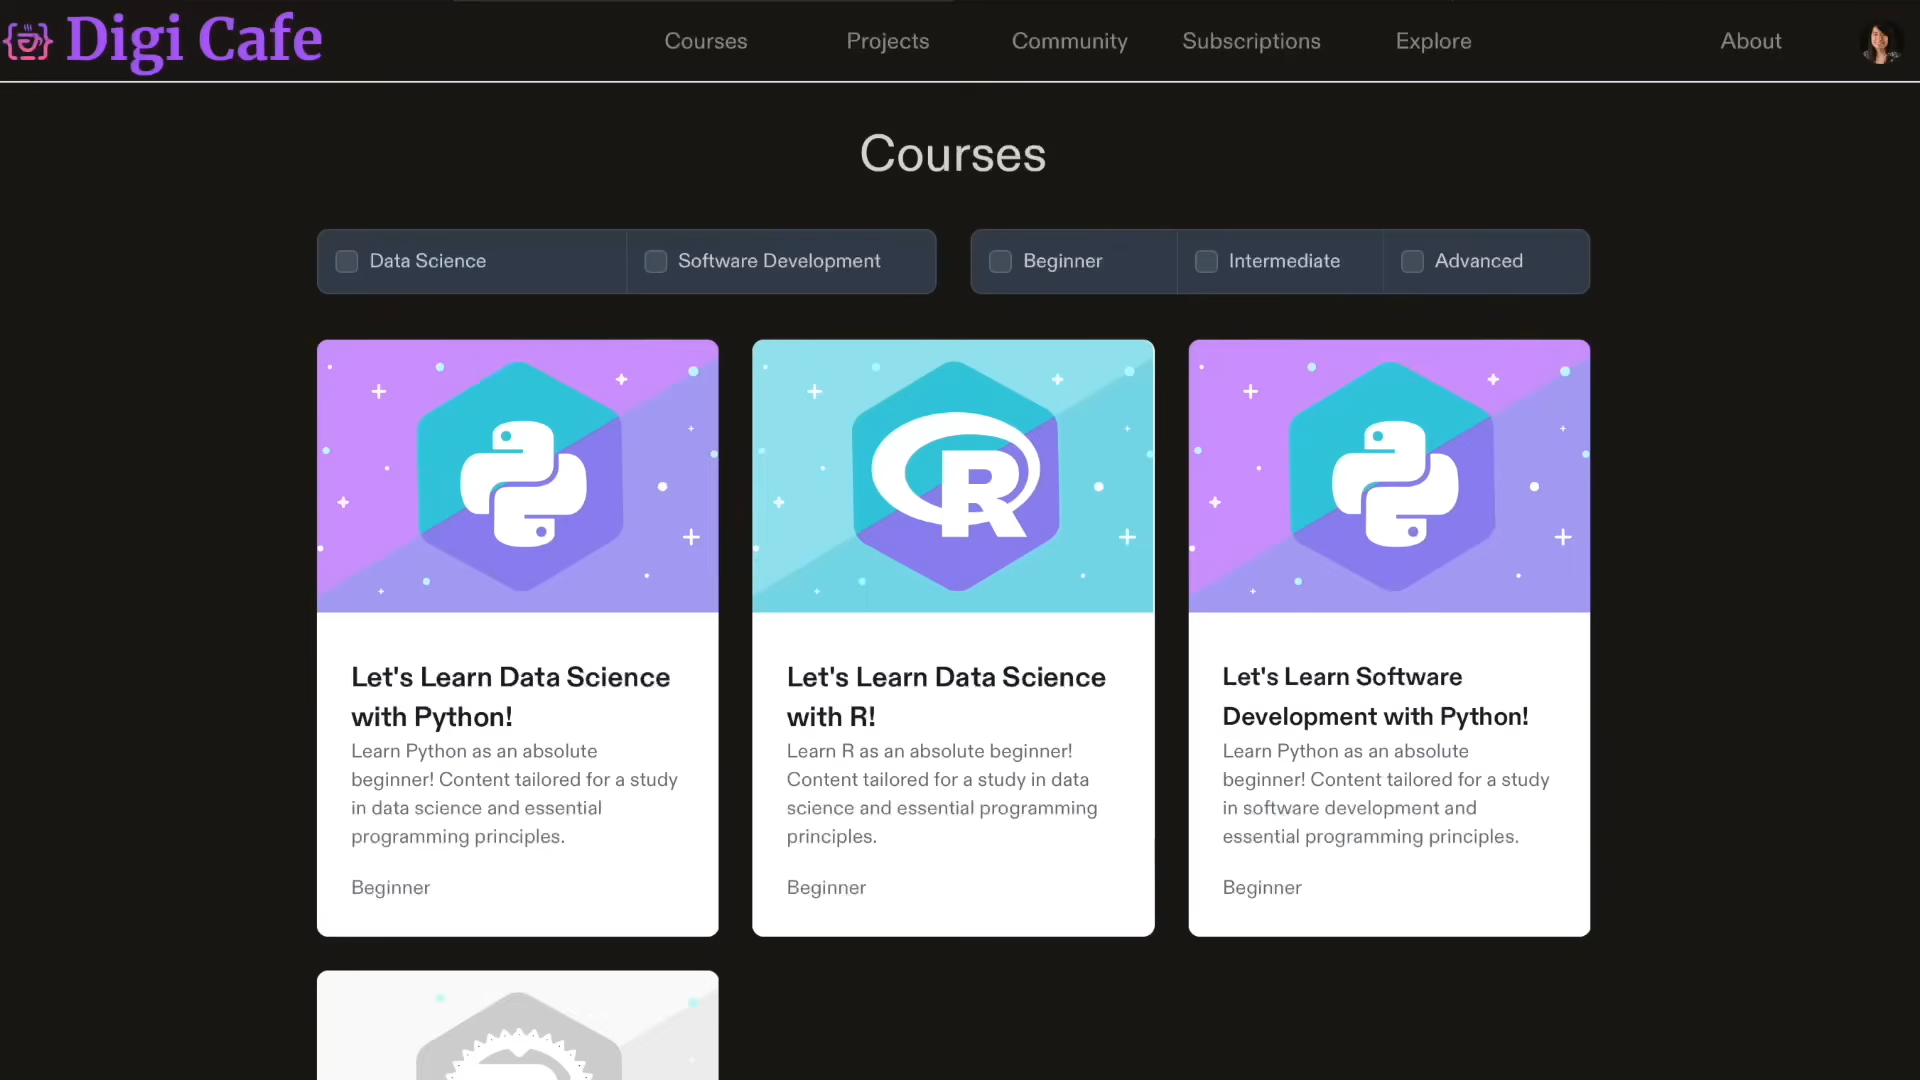 Digi Cafe
Courses Projects Community Subscriptions Explore About
Courses
Data Science Software Development Beginner Intermediate Advanced
Let's Learn Data Science
with Python!
Learn Python as an absolute
beginner! Content tailored for a study
in data science and essential
programming principles.
Beginner
R
Let's Learn Data Science
with R!
Learn R as an absolute beginner!
Content tailored for a study in data
science and essential programming
principles.
Beginner
Let's Learn Software
Development with Python!
Learn Python as an absolute
beginner! Content tailored for a study
in software development and
essential programming principles.
Beginner